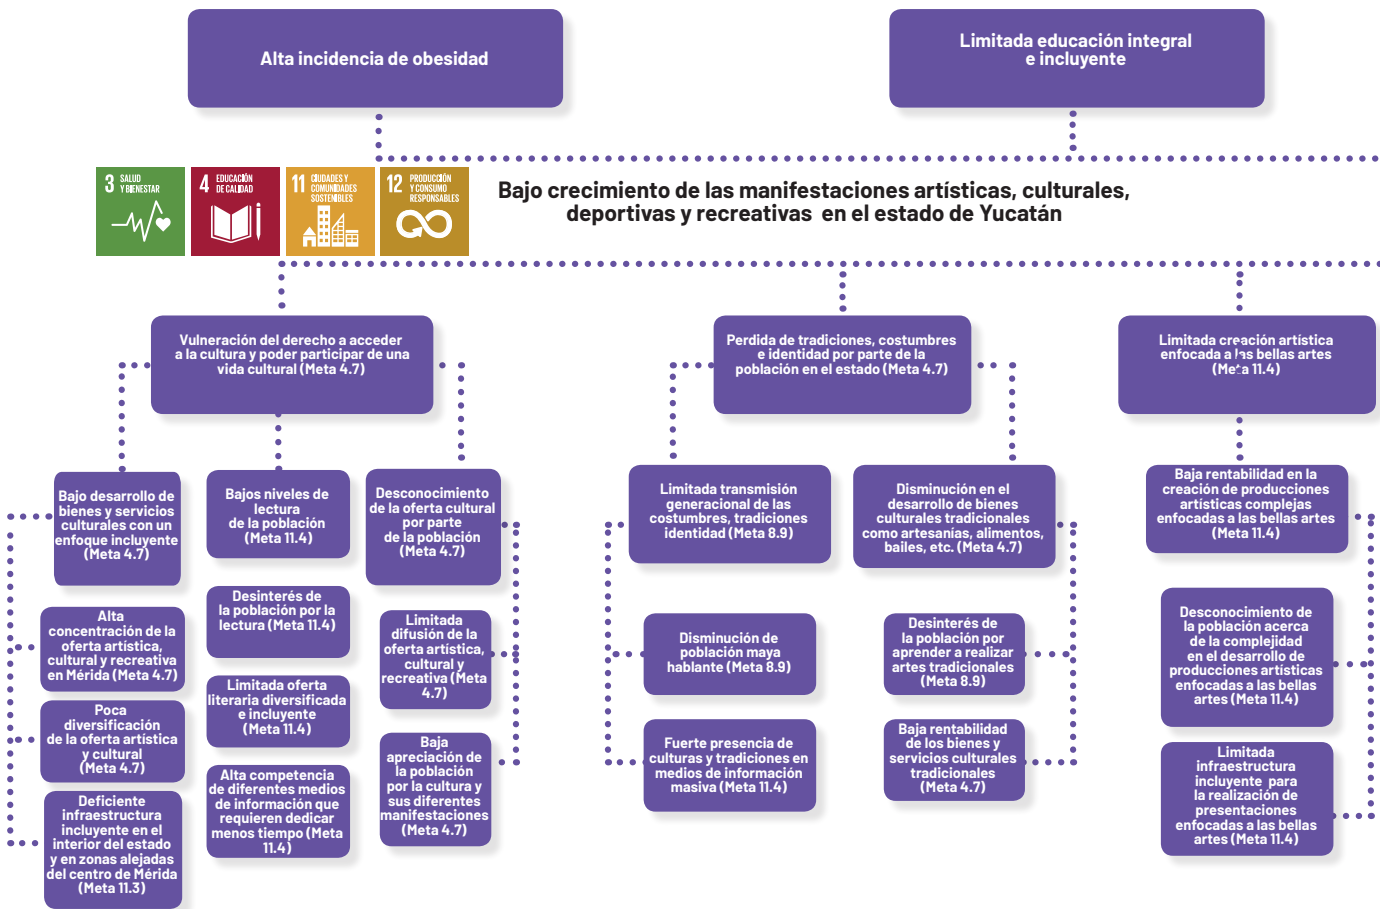 Alta incidencia de obesidad
Limitada educación integral
e incluyente
3 SALUD
Y BIENESTAR
4 EDUCACIÓN
DE CALIDAD
11 CIUDADES Y
COMUNIDADES
SOSTENIBLES
12 PRODUCCIÓN
Y CONSUMO
RESPONSABLES
Bajo crecimiento de las manifestaciones artísticas, culturales,
deportivas y recreativas en el estado de Yucatán
Vulneración del derecho a acceder
a la cultura y poder participar de una
vida cultural (Meta 4.7)
Perdida de tradiciones, costumbres
e identidad por parte de la
población en el estado (Meta 4.7)
Limitada creación artística
enfocada a las bellas artes
(Meta 11.4)
Bajo desarrollo de
bienes y servicios
culturales con un
enfoque incluyente
(Meta 4.7)
Alta
concentración de la
oferta artística,
cultural y recreativa
en Mérida (Meta 4.7)
Poca
diversificación
de la oferta artística
y cultural
(Meta 4.7)
Deficiente
infraestructura
incluyente en el
interior del estado
y en zonas alejadas
del centro de Mérida
(Meta 11.3)
Bajos niveles de
lectura
de la población
(Meta 11.4)
Desinterés de
la población por la
lectura (Meta 11.4)
Limitada oferta
literaria diversificada
e incluyente
(Meta 11.4)
Alta competencia
de diferentes medios
de información que
requieren dedicar
menos tiempo (Meta
11.4)
Desconocimiento
de la oferta cultural
por parte
de la población
(Meta 4.7)
Limitada
difusión de la
oferta artística,
cultural y
recreativa (Meta
4.7)
Baja
apreciación de
la población
por la cultura y
sus diferentes
manifestaciones
(Meta 4.7)
Limitada transmisión
generacional de las
costumbres, tradiciones
identidad (Meta 8.9)
Disminución de
población maya
hablante (Meta 8.9)
Fuerte presencia de
culturas y tradiciones en
medios de información
masiva (Meta 11.4)
Disminución en el
desarrollo de bienes
culturales tradicionales
como artesanías, alimentos,
bailes, etc. (Meta 4.7)
Desinterés de
la población por
aprender a realizar
artes tradicionales
(Meta 8.9)
Baja rentabilidad
de los bienes y
servicios culturales
tradicionales
(Meta 4.7)
Baja rentabilidad en la
creación de producciones
artísticas complejas
enfocadas a las bellas artes
(Meta 11.4)
Desconocimiento de
la población acerca
de la complejidad
en el desarrollo de
producciones artísticas
enfocadas a las bellas
artes (Meta 11.4)
Limitada
infraestructura
incluyente para
la realización de
presentaciones
enfocadas a las bellas
artes (Meta 11.4)